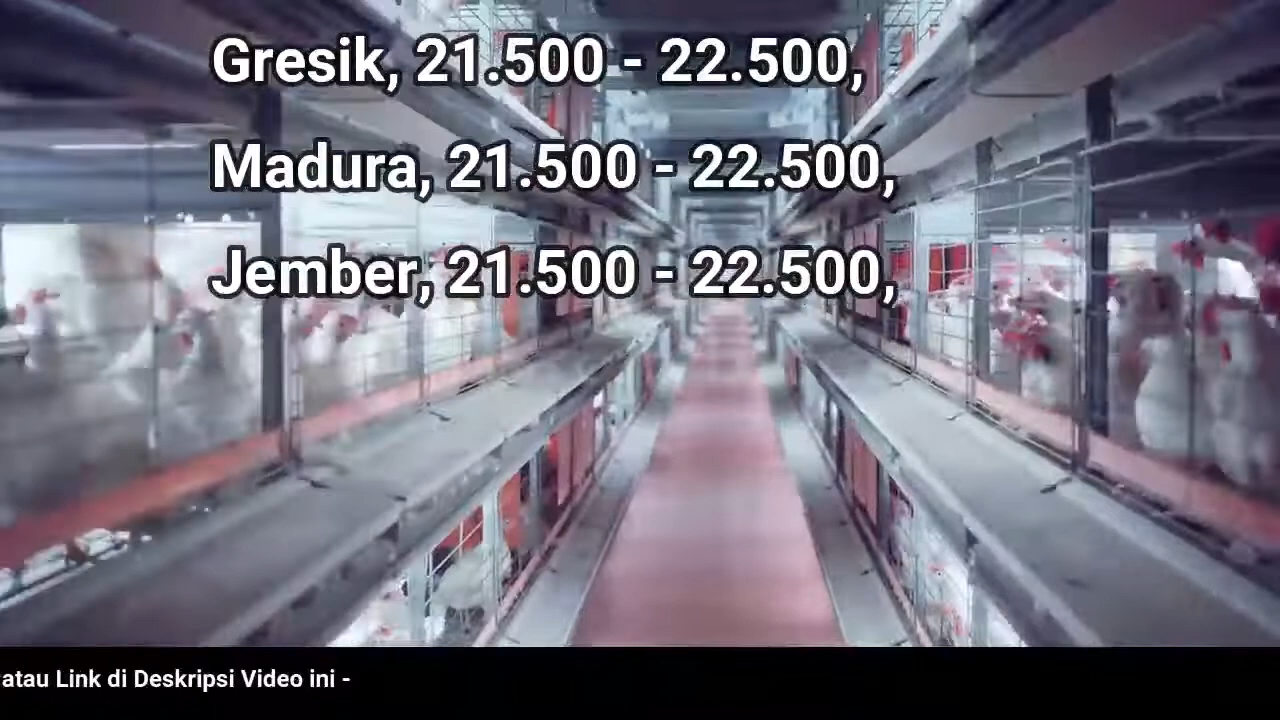 Gresik, 21.500 - 22.500,
Madura, 21.500 - 22.500,
Jember, 21.500 - 22.500,
atau Link di Deskripsi Video ini -